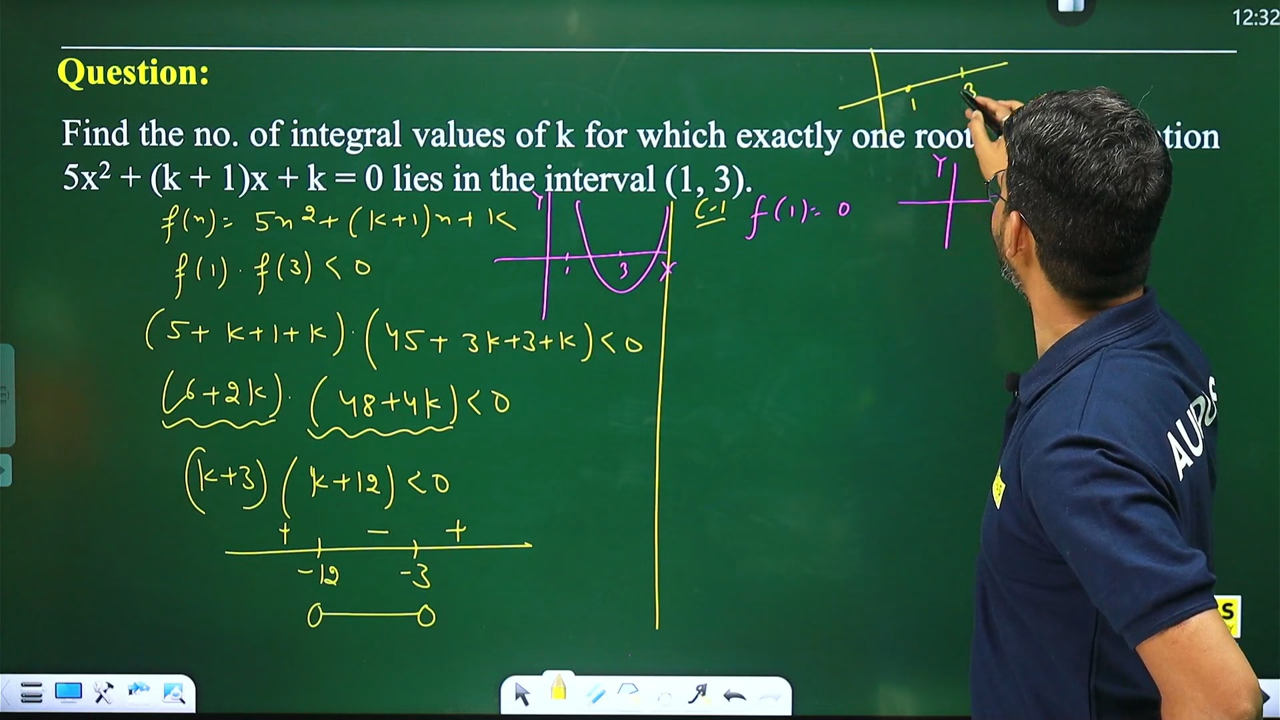 12:32
Question:
Find the no. of integral values of k for which exactly one root tion
5x² + (k + 1)x + k = 0 lies in the interval (1, 3).
1 3
f(x) = 5x² + (k+1)x + k
Y
1 3 X
C-1 f(1) = 0
Y
f(1) · f(3) < 0
(5 + k+1+k) · (45 + 3k+3+k) < 0
(6+2k) · (48+4k) < 0
(k+3) (k+12) < 0
+ − +
-12 -3
AUP
S